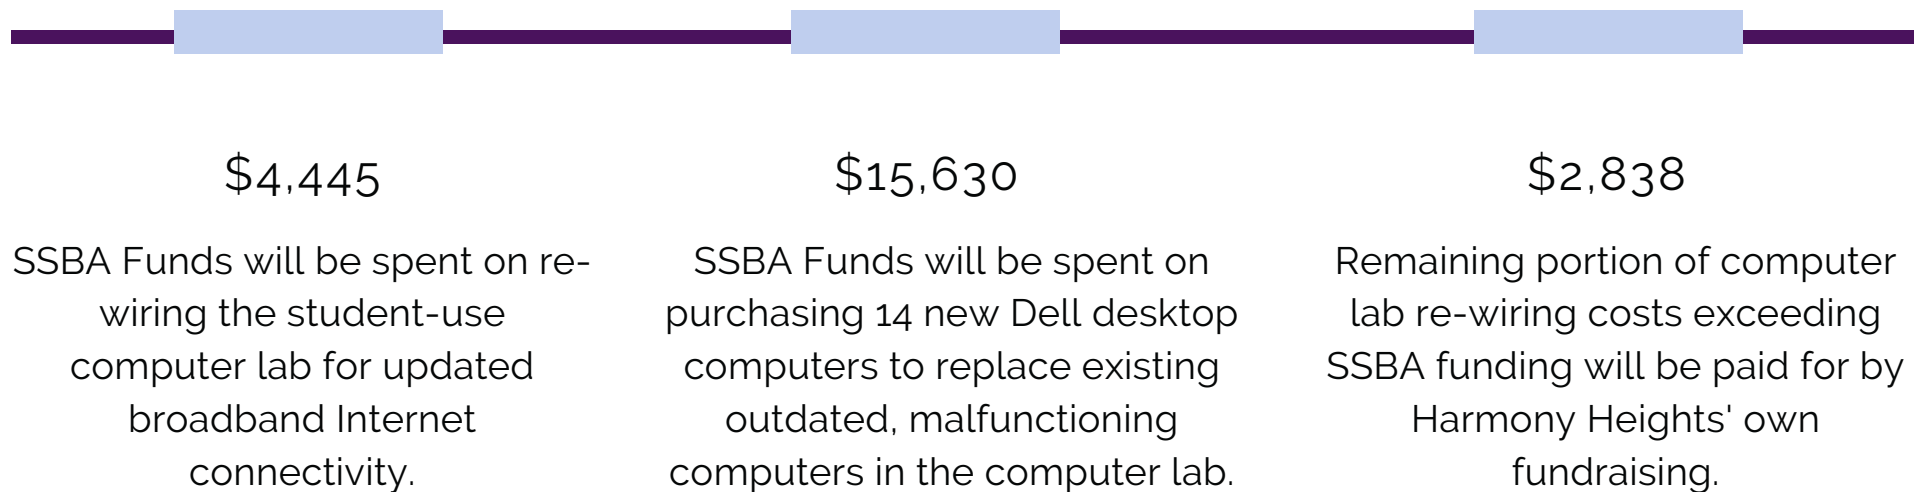 $4,445
SSBA Funds will be spent on re-
wiring the student-use
computer lab for updated
broadband Internet
connectivity.
$15,630
SSBA Funds will be spent on
purchasing 14 new Dell desktop
computers to replace existing
outdated, malfunctioning
computers in the computer lab.
$2,838
Remaining portion of computer
lab re-wiring costs exceeding
SSBA funding will be paid for by
Harmony Heights' own
fundraising.